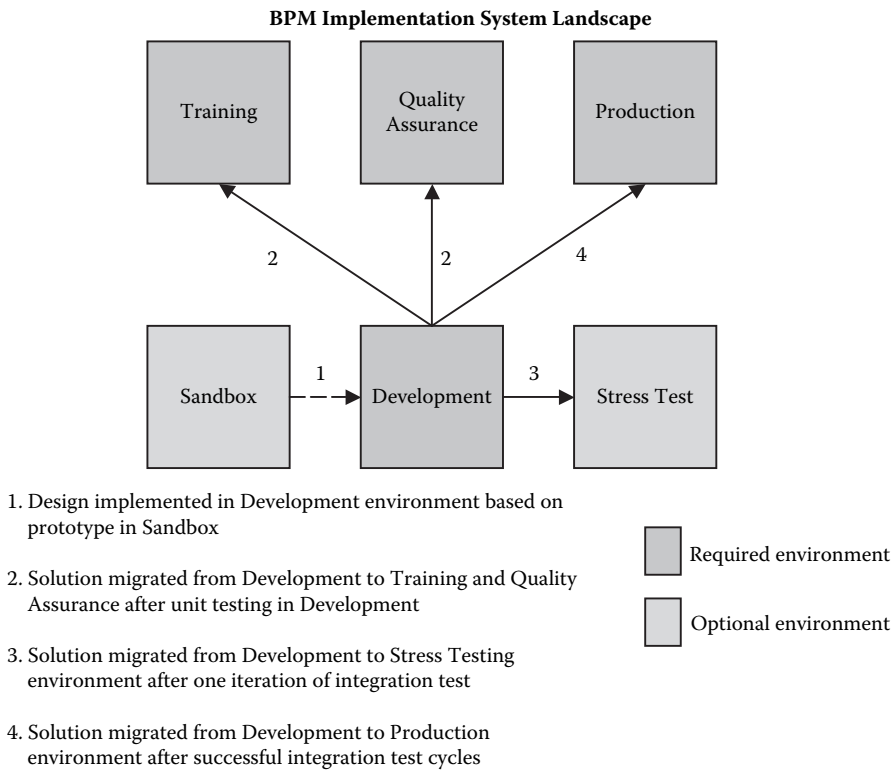 BPM Implementation System Landscape
Training
Quality
Assurance
Production
2
2
4
Sandbox
1
Development
3
Stress Test
1. Design implemented in Development environment based on
prototype in Sandbox
2. Solution migrated from Development to Training and Quality
Assurance after unit testing in Development
3. Solution migrated from Development to Stress Testing
environment after one iteration of integration test
4. Solution migrated from Development to Production
environment after successful integration test cycles
Required environment
Optional environment